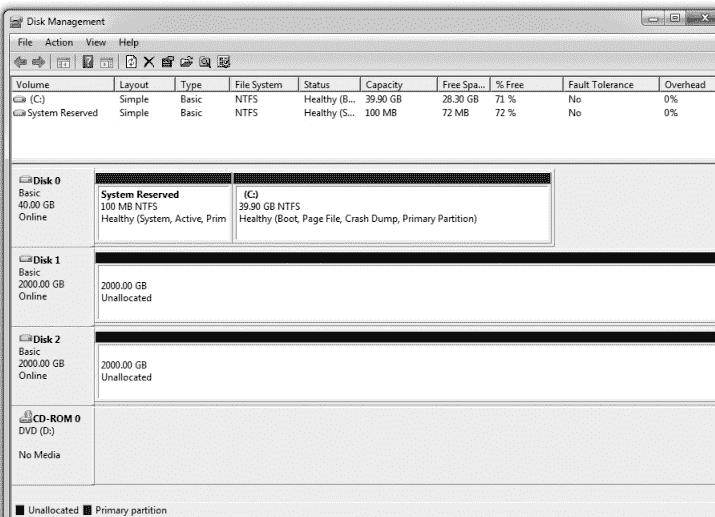 Disk Management
File Action View Help
Volume Layout Type File System Status Capacity Free Spa... % Free Fault Tolerance Overhead
(C:) Simple Basic NTFS Healthy (B... 39.90 GB 28.30 GB 71 % No 0%
System Reserved Simple Basic NTFS Healthy (S... 100 MB 72 MB 72 % No 0%
Disk 0
Basic
40.00 GB
Online
System Reserved
100 MB NTFS
Healthy (System, Active, Prim
(C:)
39.90 GB NTFS
Healthy (Boot, Page File, Crash Dump, Primary Partition)
Disk 1
Basic
2000.00 GB
Online
2000.00 GB
Unallocated
Disk 2
Basic
2000.00 GB
Online
2000.00 GB
Unallocated
CD-ROM 0
DVD (D:)
No Media
Unallocated Primary partition